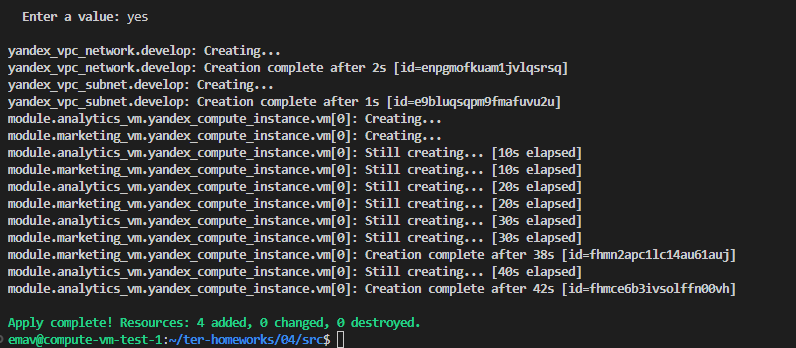 Enter a value: yes
yandex_vpc_network.develop: Creating...
yandex_vpc_network.develop: Creation complete after 2s [id=enpgmofkuam1jvlqsrsq]
yandex_vpc_subnet.develop: Creating...
yandex_vpc_subnet.develop: Creation complete after 1s [id=e9bluqsqpm9fmafuvu2u]
module.analytics_vm.yandex_compute_instance.vm[0]: Creating...
module.marketing_vm.yandex_compute_instance.vm[0]: Creating...
module.analytics_vm.yandex_compute_instance.vm[0]: Still creating... [10s elapsed]
module.marketing_vm.yandex_compute_instance.vm[0]: Still creating... [10s elapsed]
module.analytics_vm.yandex_compute_instance.vm[0]: Still creating... [20s elapsed]
module.marketing_vm.yandex_compute_instance.vm[0]: Still creating... [20s elapsed]
module.analytics_vm.yandex_compute_instance.vm[0]: Still creating... [30s elapsed]
module.marketing_vm.yandex_compute_instance.vm[0]: Still creating... [30s elapsed]
module.marketing_vm.yandex_compute_instance.vm[0]: Creation complete after 38s [id=fhmn2apc1lc14au61auj]
module.analytics_vm.yandex_compute_instance.vm[0]: Still creating... [40s elapsed]
module.analytics_vm.yandex_compute_instance.vm[0]: Creation complete after 42s [id=fhmce6b3ivsolffn00vh]
Apply complete! Resources: 4 added, 0 changed, 0 destroyed.
emav@compute-vm-test-1:~/ter-homeworks/04/src$